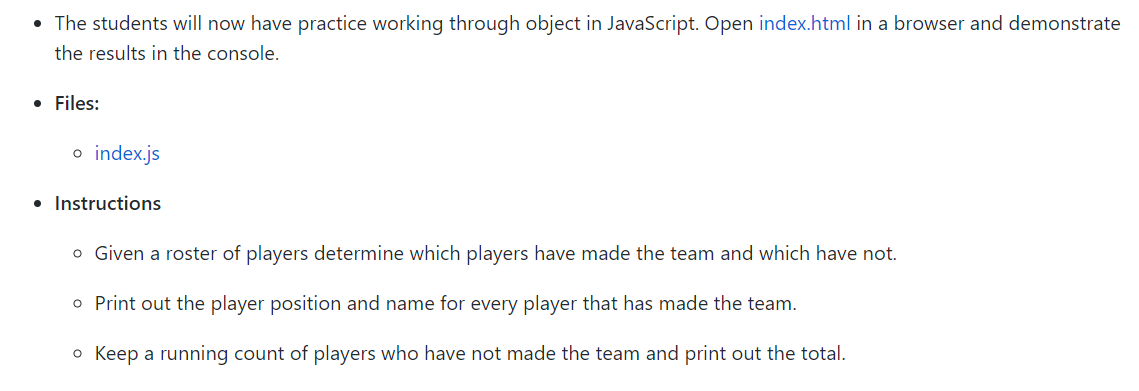 The students will now have practice working through object in JavaScript. Open index.html in a browser and demonstrate
the results in the console.
Files:
index.js
Instructions
Given a roster of players determine which players have made the team and which have not.
Print out the player position and name for every player that has made the team.
Keep a running count of players who have not made the team and print out the total.